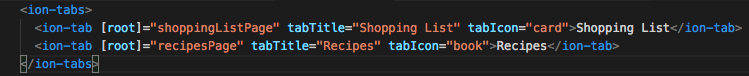 <ion-tabs>
<ion-tab [root]="shoppingListPage" tabTitle="Shopping List" tabIcon="card">Shopping List</ion-tab>
<ion-tab [root]="recipesPage" tabTitle="Recipes" tabIcon="book">Recipes</ion-tab>
</ion-tabs>